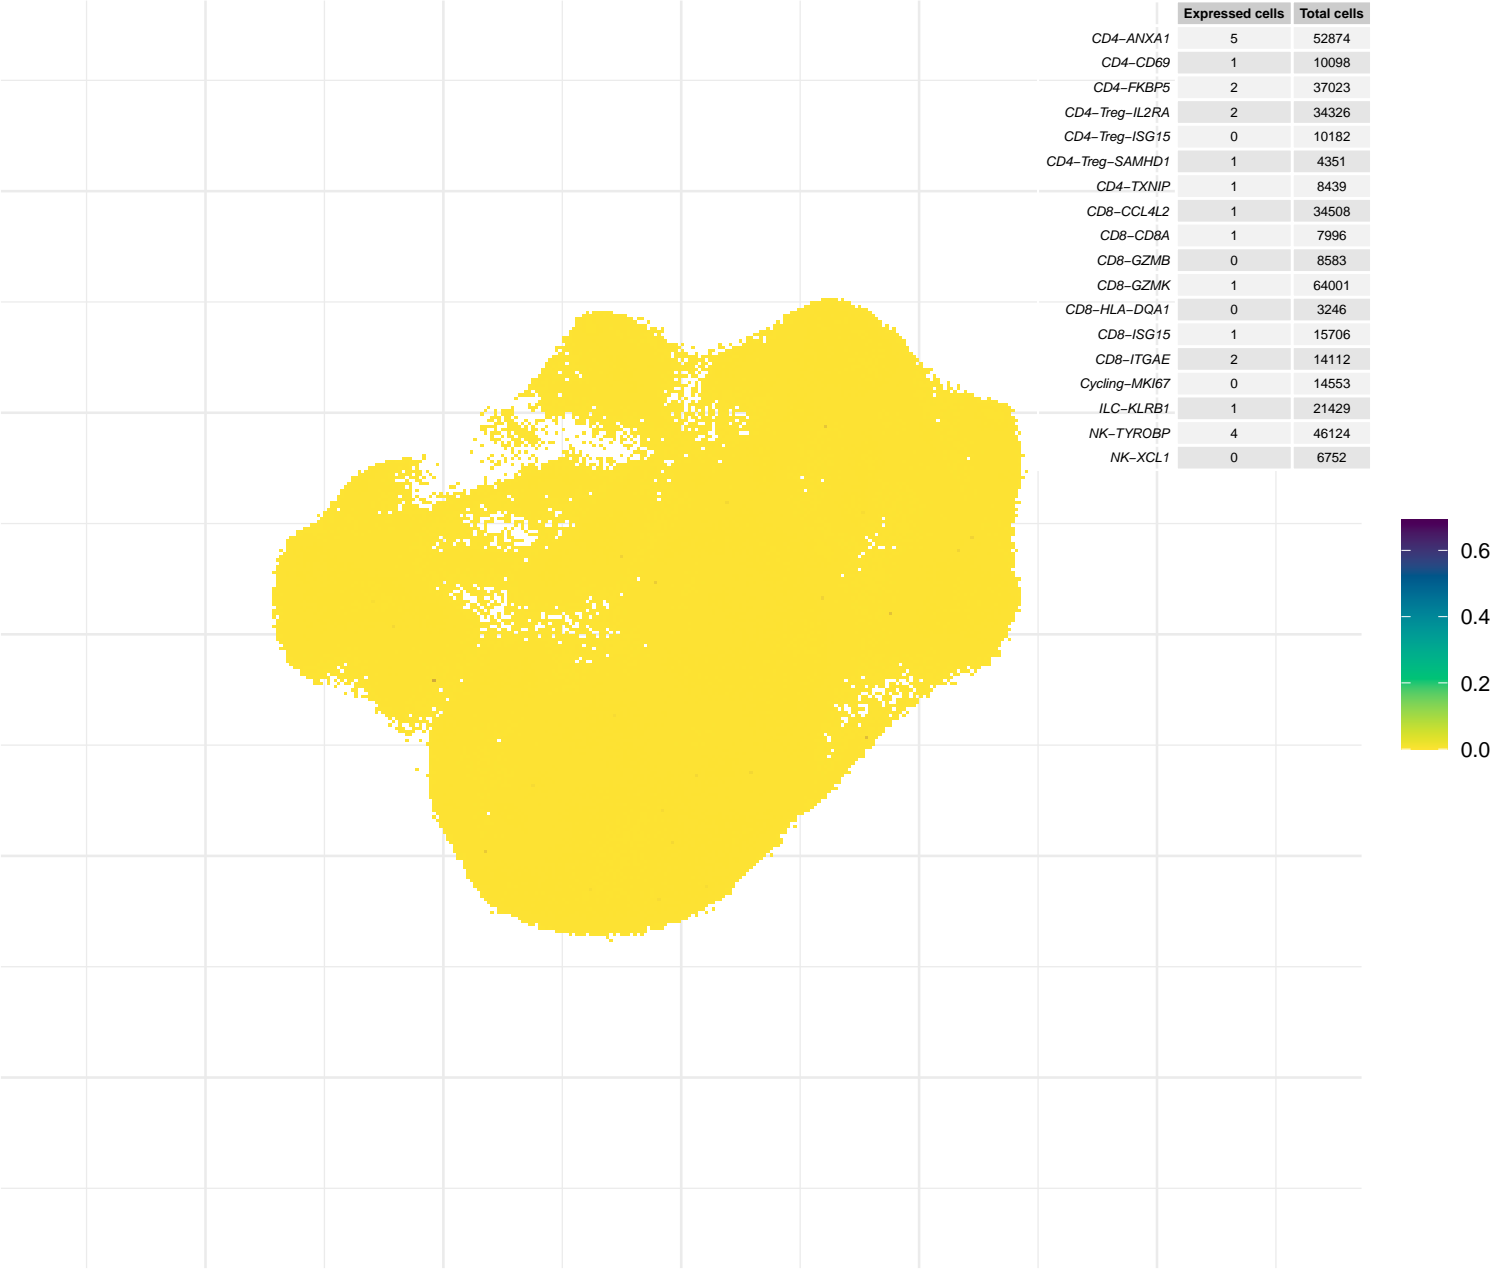 Expressed cells Total cells
CD4−ANXA1 5 52874
CD4−CD69 1 10098
CD4−FKBP5 2 37023
CD4−Treg−IL2RA 2 34326
CD4−Treg−ISG15 0 10182
CD4−Treg−SAMHD1 1 4351
CD4−TXNIP 1 8439
CD8−CCL4L2 1 34508
CD8−CD8A 1 7996
CD8−GZMB 0 8583
CD8−GZMK 1 64001
CD8−HLA−DQA1 0 3246
CD8−ISG15 1 15706
CD8−ITGAE 2 14112
Cycling−MKI67 0 14553
ILC−KLRB1 1 21429
NK−TYROBP 4 46124
NK−XCL1 0 6752
0.6
0.4
0.2
0.0